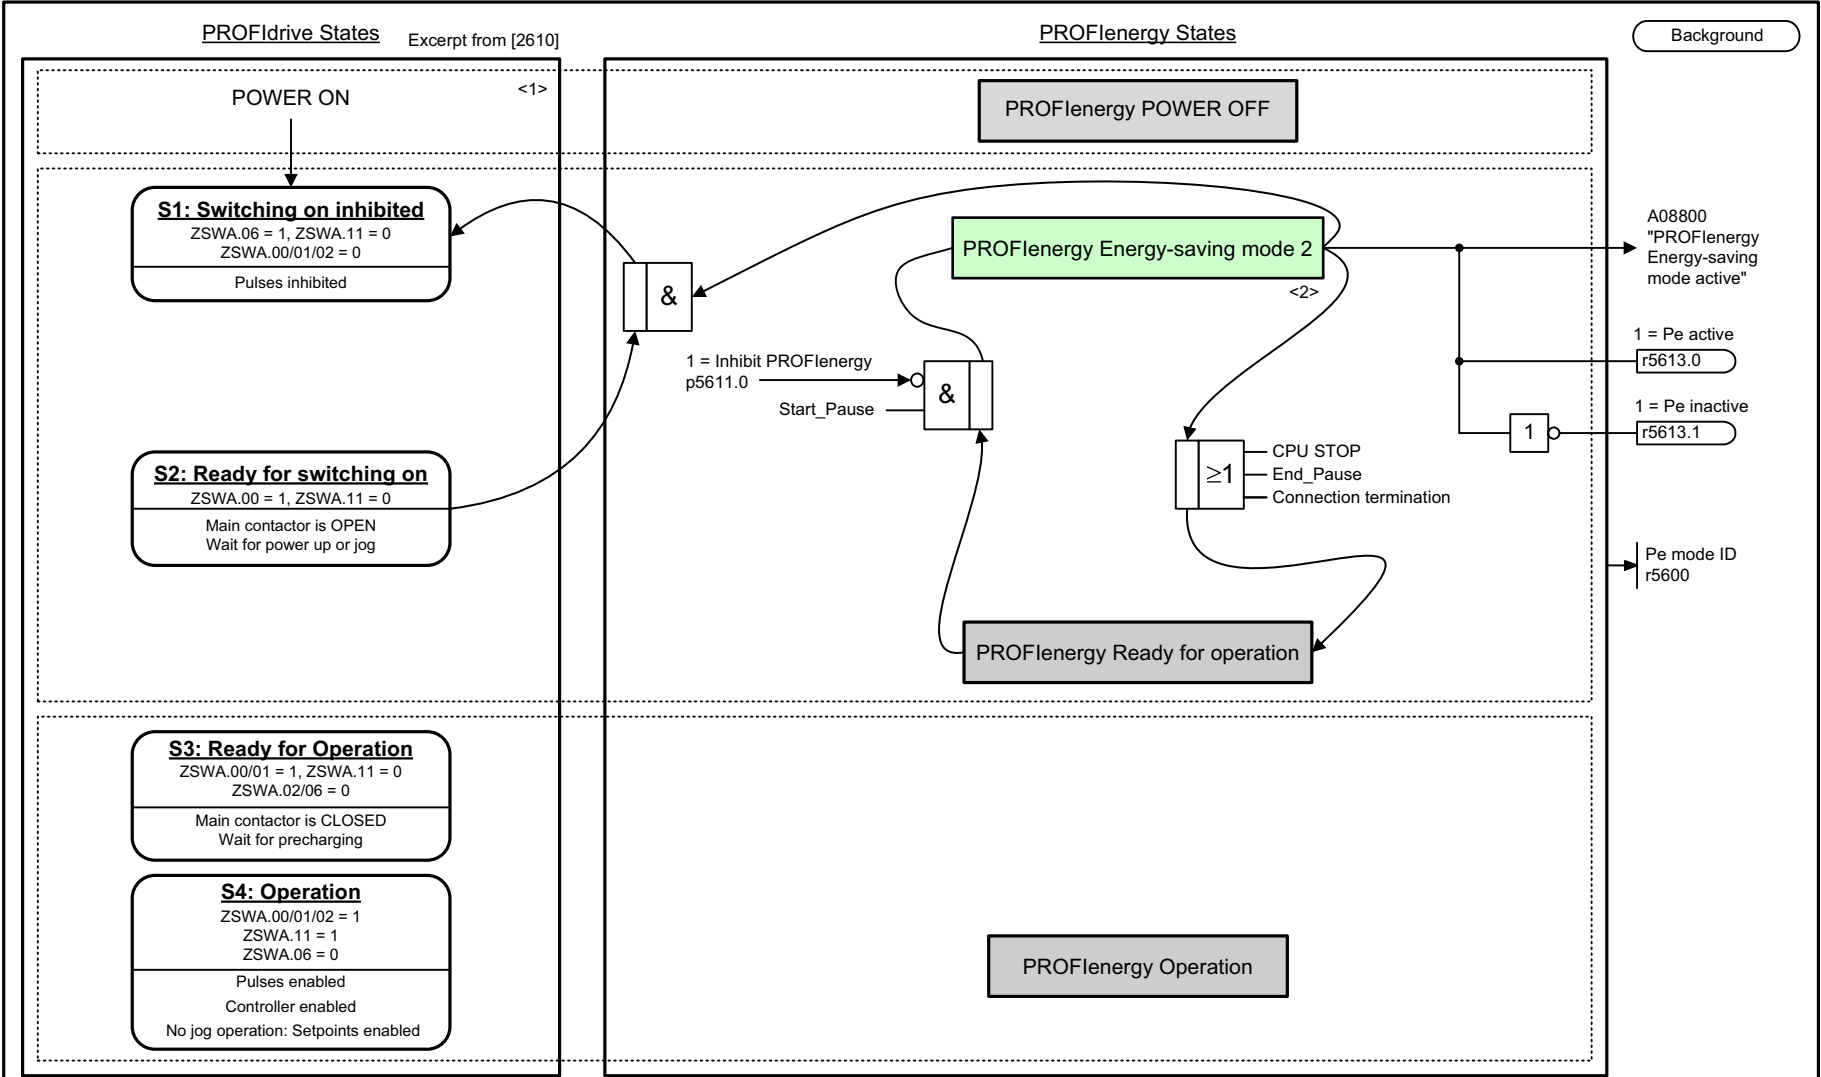 PROFIdrive States
Excerpt from [2610]
PROFIenergy States
Background
<1>
POWER ON
PROFIenergy POWER OFF
S1: Switching on inhibited
ZSWA.06 = 1, ZSWA.11 = 0
ZSWA.00/01/02 = 0
Pulses inhibited
&
PROFIenergy Energy-saving mode 2
<2>
A08800
"PROFIenergy
Energy-saving
mode active"
1 = Pe active
r5613.0
1 = Pe inactive
r5613.1
1
1 = Inhibit PROFIenergy
p5611.0
Start_Pause
&
≥1
CPU STOP
End_Pause
Connection termination
S2: Ready for switching on
ZSWA.00 = 1, ZSWA.11 = 0
Main contactor is OPEN
Wait for power up or jog
Pe mode ID
r5600
PROFIenergy Ready for operation
S3: Ready for Operation
ZSWA.00/01 = 1, ZSWA.11 = 0
ZSWA.02/06 = 0
Main contactor is CLOSED
Wait for precharging
S4: Operation
ZSWA.00/01/02 = 1
ZSWA.11 = 1
ZSWA.06 = 0
Pulses enabled
Controller enabled
No jog operation: Setpoints enabled
PROFIenergy Operation